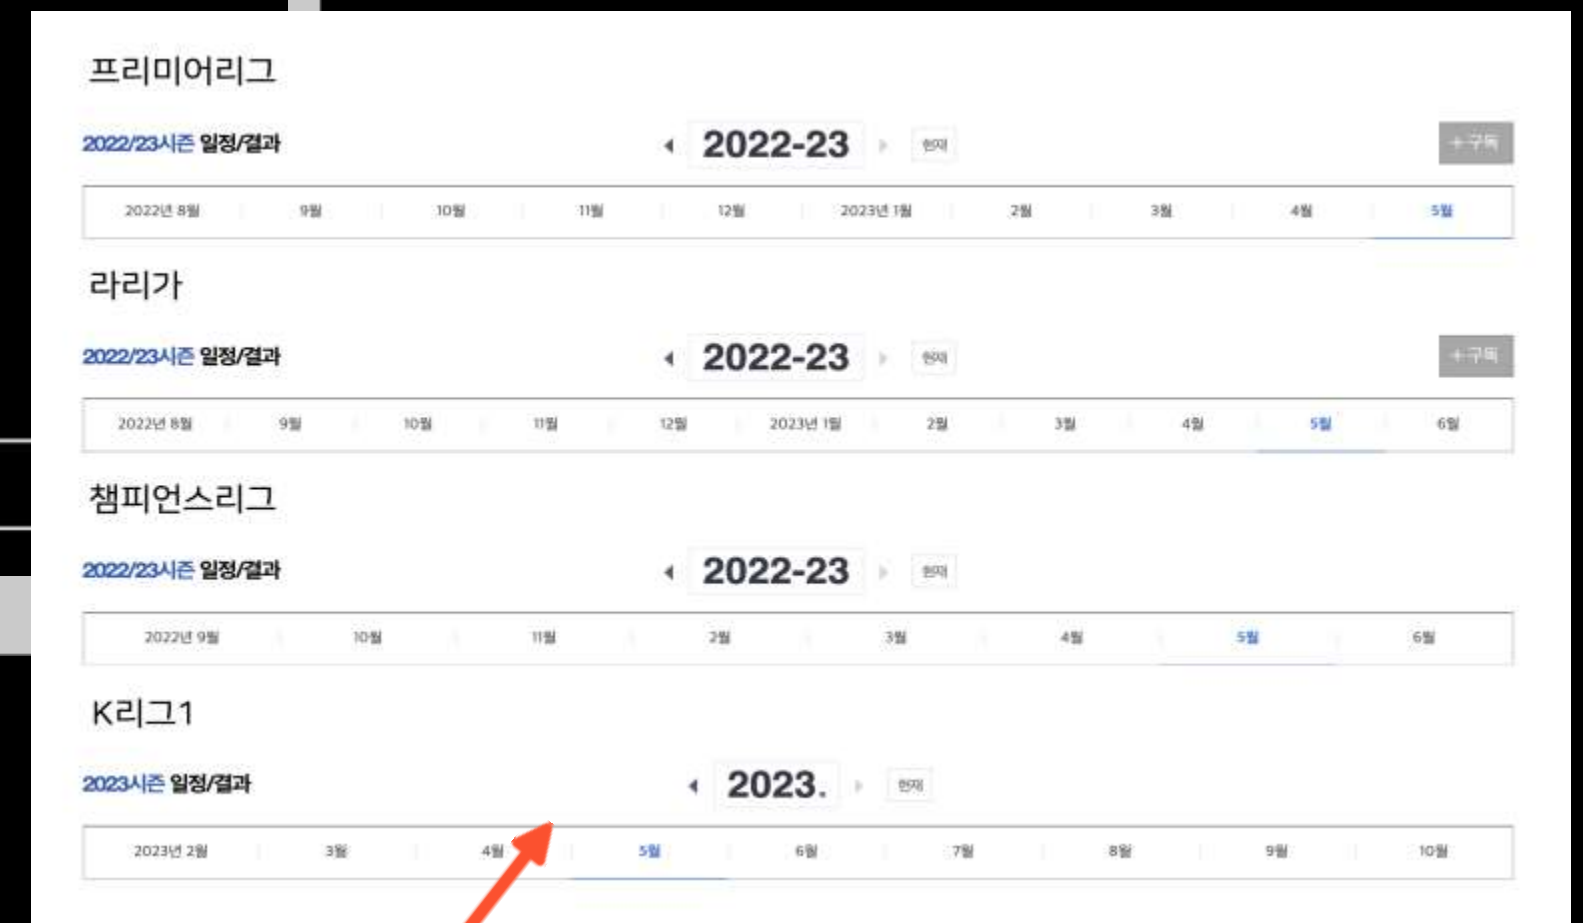 프리미어리그
2022/23시즌 일정/결과 2022-23 현재 +구독
2022년 8월 9월 10월 11월 12월 2023년 1월 2월 3월 4월 5월
라리가
2022/23시즌 일정/결과 2022-23 현재 +구독
2022년 8월 9월 10월 11월 12월 2023년 1월 2월 3월 4월 5월 6월
챔피언스리그
2022/23시즌 일정/결과 2022-23 현재
2022년 9월 10월 11월 2월 3월 4월 5월 6월
K리그1
2023시즌 일정/결과 2023. 현재
2023년 2월 3월 4월 5월 6월 7월 8월 9월 10월